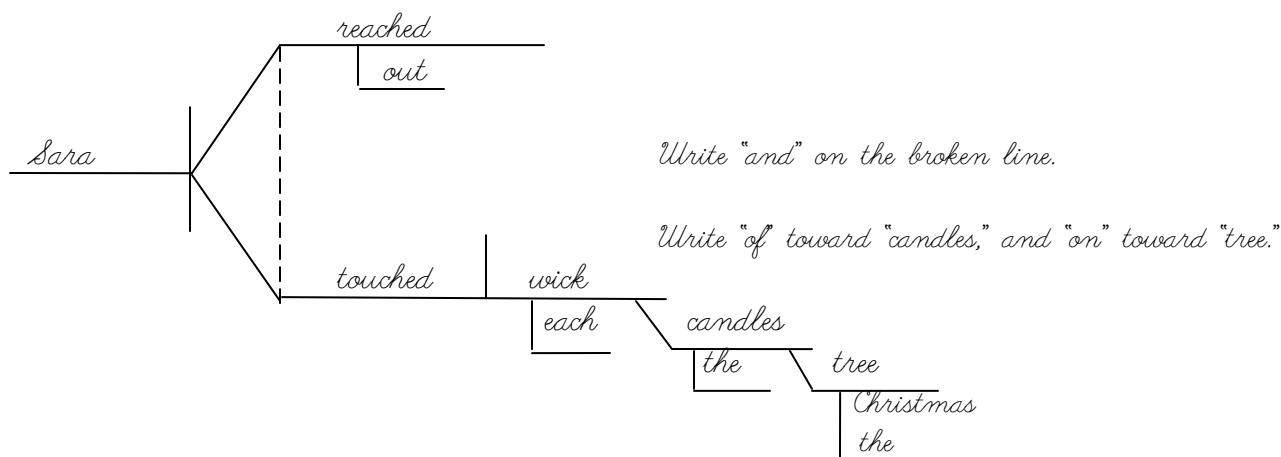 reached
out
Sara
Write "and" on the broken line.
Write "of" toward "candles," and "on" toward "tree."
touched wick
each candles
the tree
Christmas
the